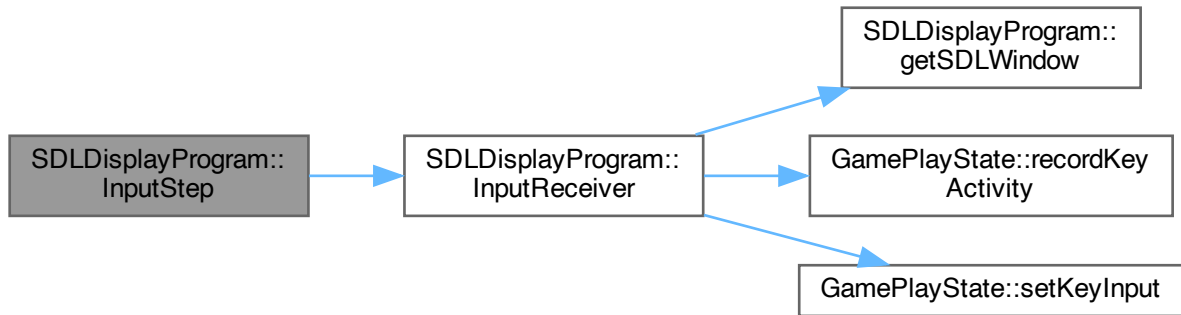 SDLDisplayProgram::
InputStep
SDLDisplayProgram::
InputReceiver
SDLDisplayProgram::
getSDLWindow
GamePlayState::recordKey
Activity
GamePlayState::setKeyInput